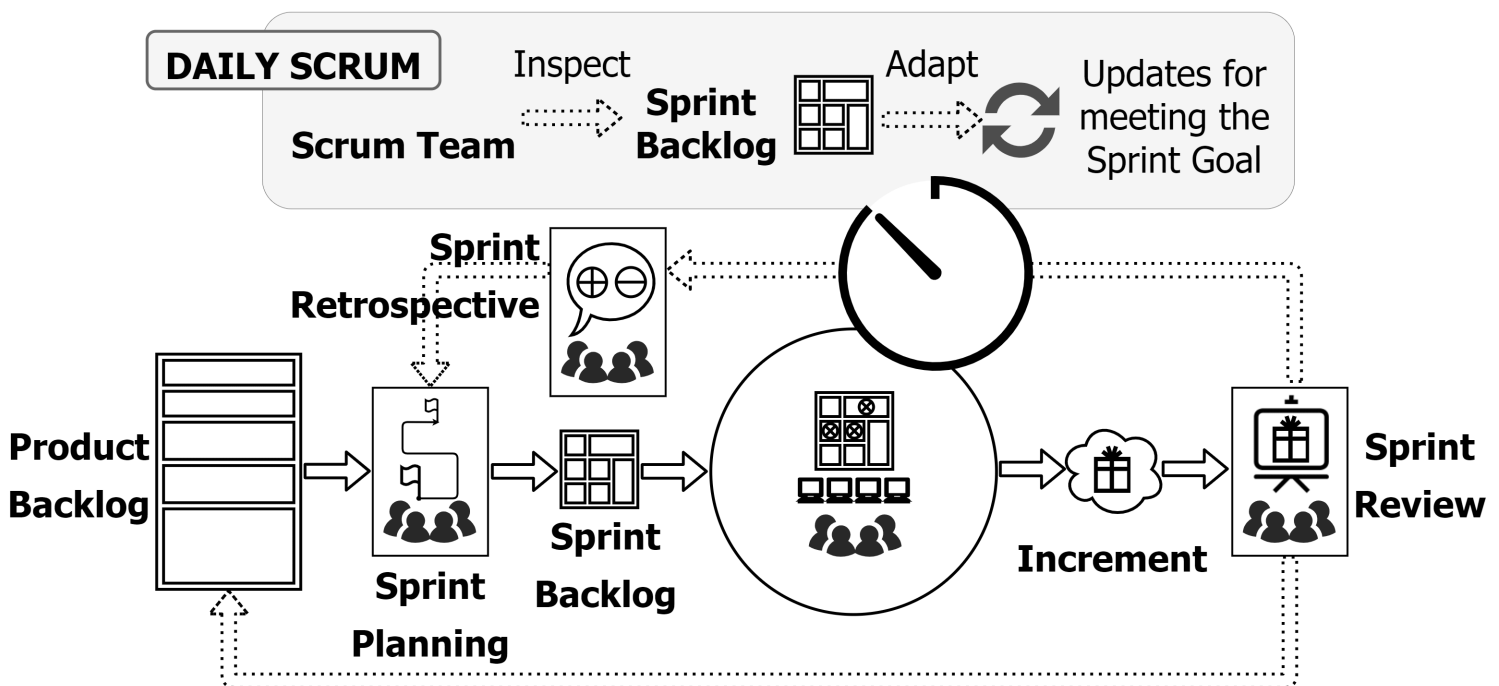 DAILY SCRUM
Inspect
Scrum Team
Sprint
Backlog
Adapt
Updates for
meeting the
Sprint Goal
Sprint
Retrospective
Product
Backlog
Sprint
Planning
Sprint
Backlog
Increment
Sprint
Review